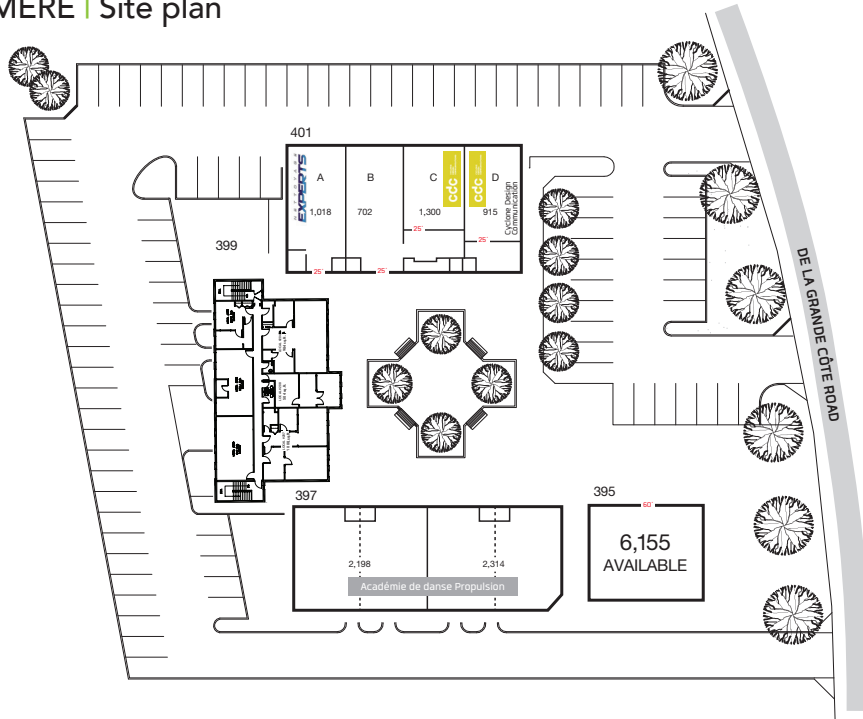 MERE | Site plan
401
EXPERTS
A
B
C
D
cdc
cdc
Cyclone Design
Communication
1,018
702
1,300
915
25'
25'
25'
25'
399
DE LA GRANDE CÔTE ROAD
397
395
60'
6,155
AVAILABLE
2,198
2,314
Académie de danse Propulsion